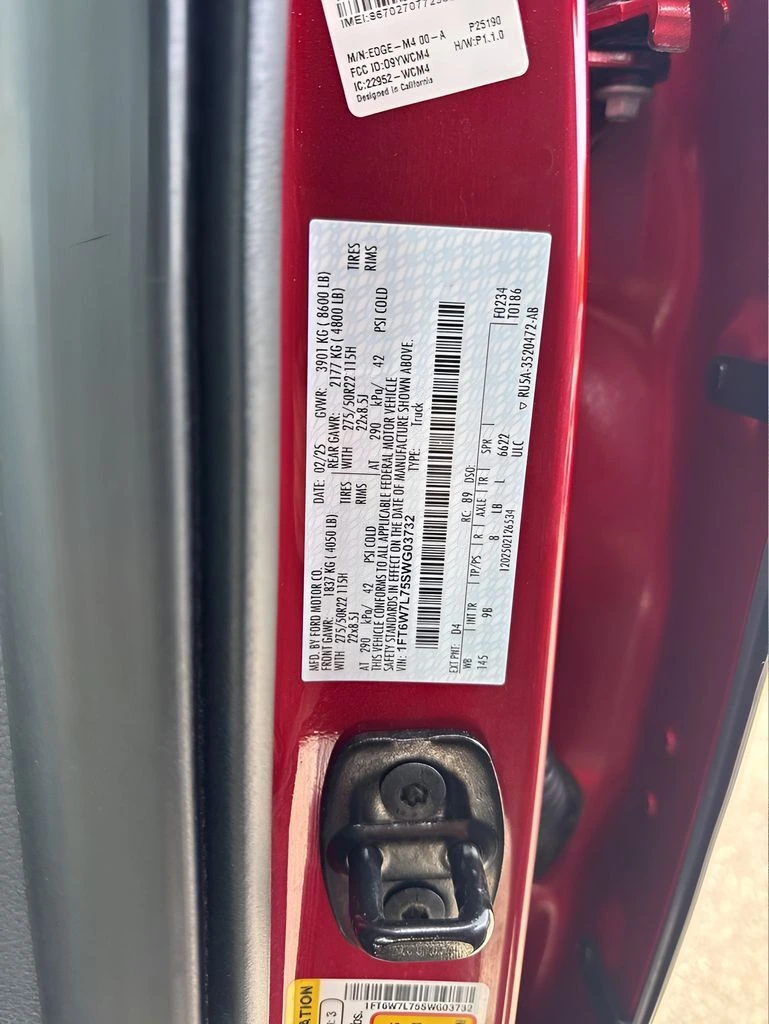 P25190
M/N:EDGE-M4 00-A
H/W:P1.1.0
FCC ID:O9YWCM4
IC:22952-WCM4
Designed in California
MFD. BY FORD MOTOR CO.
DATE: 02/25 GVWR: 3901 KG ( 8600 LB)
FRONT GAWR: 1837 KG (4050 LB)
REAR GAWR: 2177 KG ( 4800 LB)
WITH 275/50R22 115H TIRES
WITH 275/50R22 115H TIRES
22x8.5J RIMS
22x8.5J RIMS
AT 290 kPa/ 42 PSI COLD
AT 290 kPa/ 42 PSI COLD
THIS VEHICLE CONFORMS TO ALL APPLICABLE FEDERAL MOTOR VEHICLE
SAFETY STANDARDS IN EFFECT ON THE DATE OF MANUFACTURE SHOWN ABOVE.
VIN: 1FT6W7L75SWG03732
TYPE: Truck
EXT PNT: D4 RC: 89 DSO: F0234
WB | INT TR | TP/PS | R | AXLE | TR | SPR | T0186
145 9B 8 LB L 6622
ULC
1202502126534
▽ RU5A-3520472-AB
1FT6W7L75SWG03732